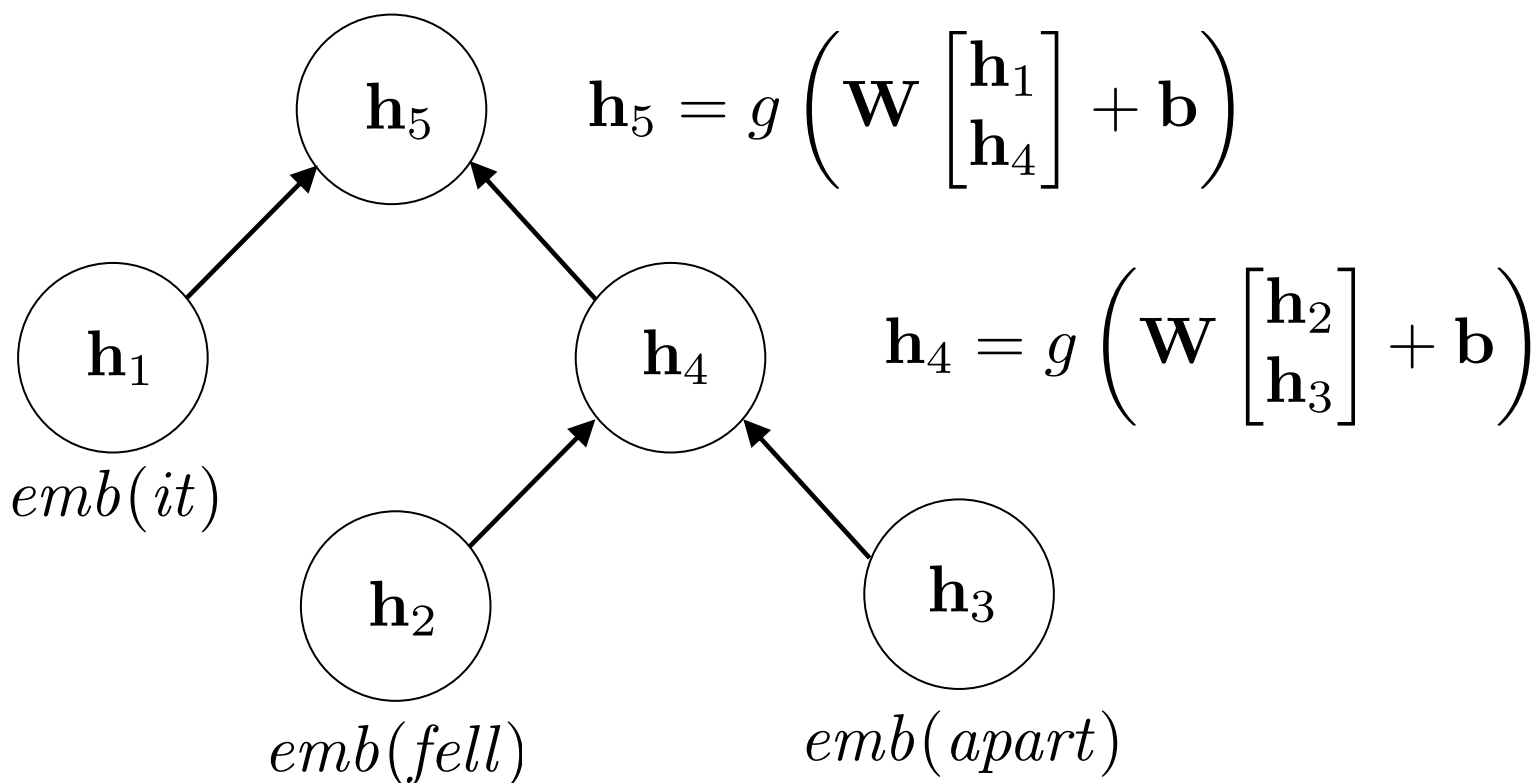 h₅ h₅ = g ( W [ h₁ h₄ ] + b )
h₁ h₄ h₄ = g ( W [ h₂ h₃ ] + b )
emb(it)
h₂ h₃
emb(fell) emb(apart)